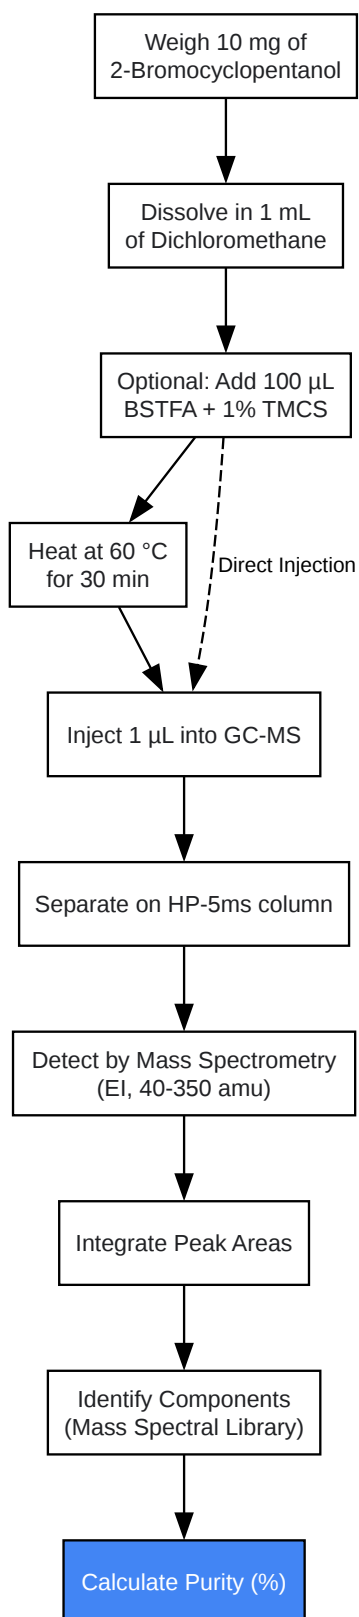 Weigh 10 mg of
2-Bromocyclopentanol
Dissolve in 1 mL
of Dichloromethane
Optional: Add 100 µL
BSTFA + 1% TMCS
Heat at 60 °C
for 30 min
Direct Injection
Inject 1 µL into GC-MS
Separate on HP-5ms column
Detect by Mass Spectrometry
(EI, 40-350 amu)
Integrate Peak Areas
Identify Components
(Mass Spectral Library)
Calculate Purity (%)